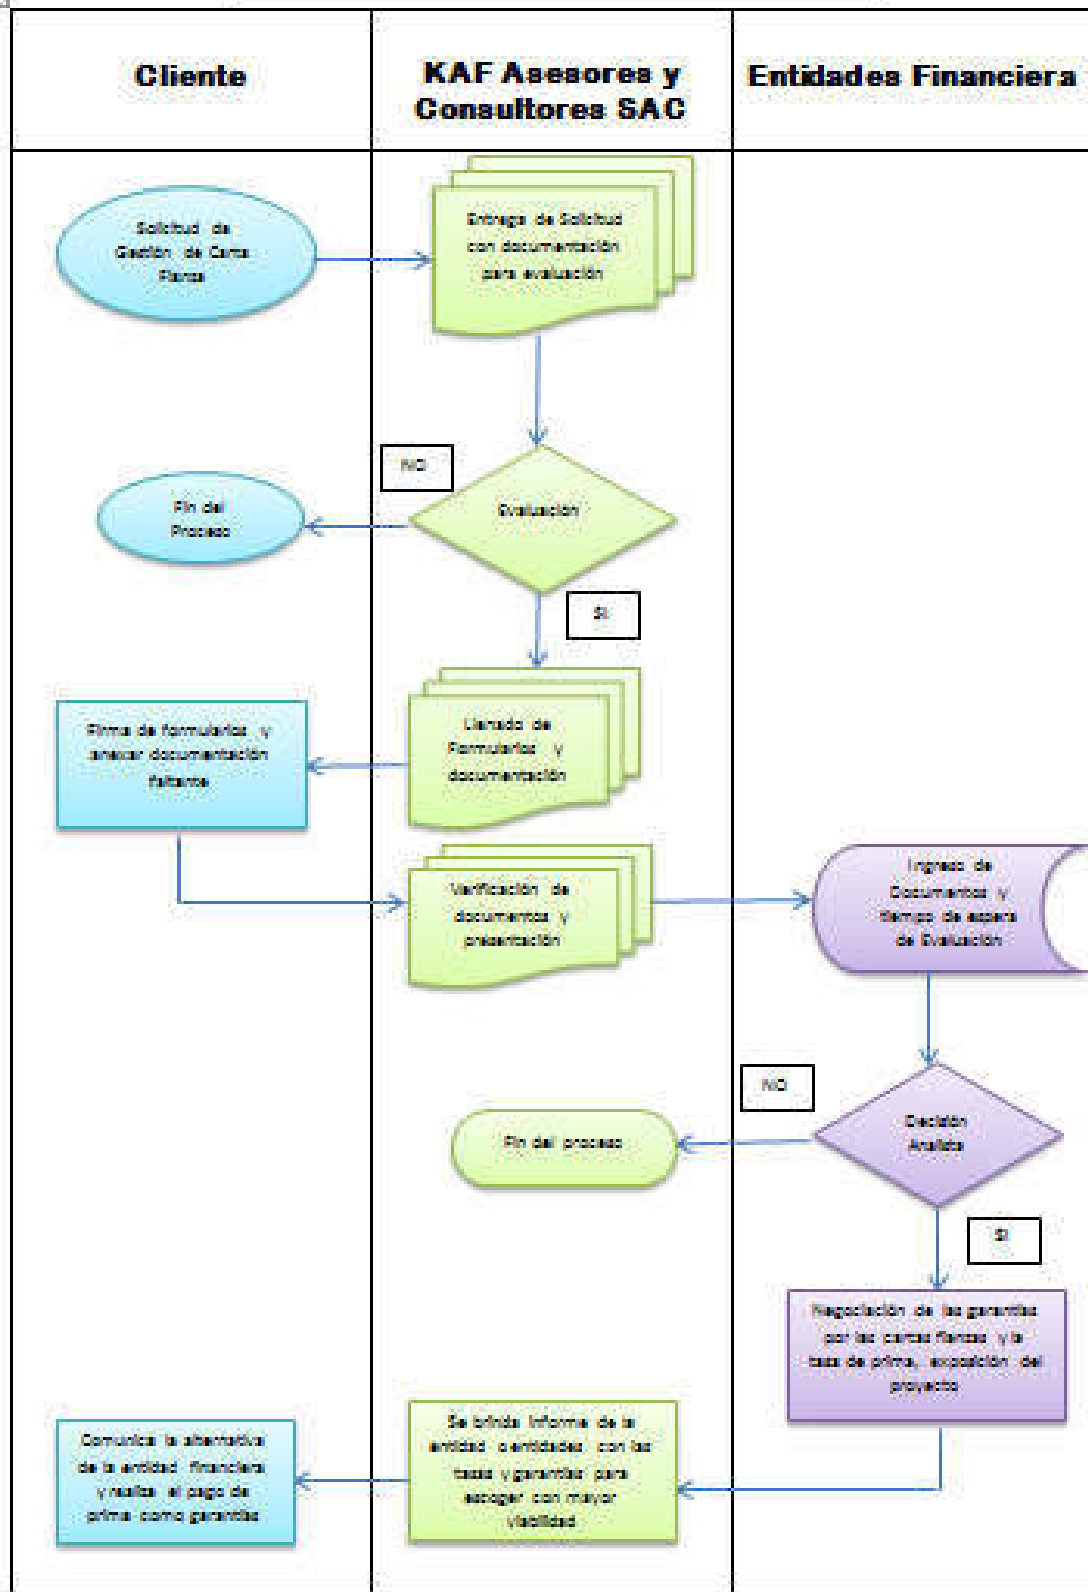 Cliente
KAF Asesores y
Consultores SAC
Entidades Financiera
Solicitud de
Gestión de Carta
Fianza
Entrega de Solicitud
con documentación
para evaluación
NO
Evaluación
Fin del
Proceso
SI
Firma de formularios y
anexar documentación
faltante
Llenado de
Formularios y
documentación
Verificación de
documentos y
presentación
Ingreso de
Documentos y
tiempo de espera
de Evaluación
NO
Decisión
Analista
Fin del proceso
SI
Negociación de las garantías
por las cartas fianzas y la
tasa de prima, exposición del
proyecto
Se brinda informe de la
entidad o entidades, con las
tasas y garantías para
escoger con mayor
viabilidad
Comunica la alternativa
de la entidad financiera
y realiza el pago de
prima como garantías